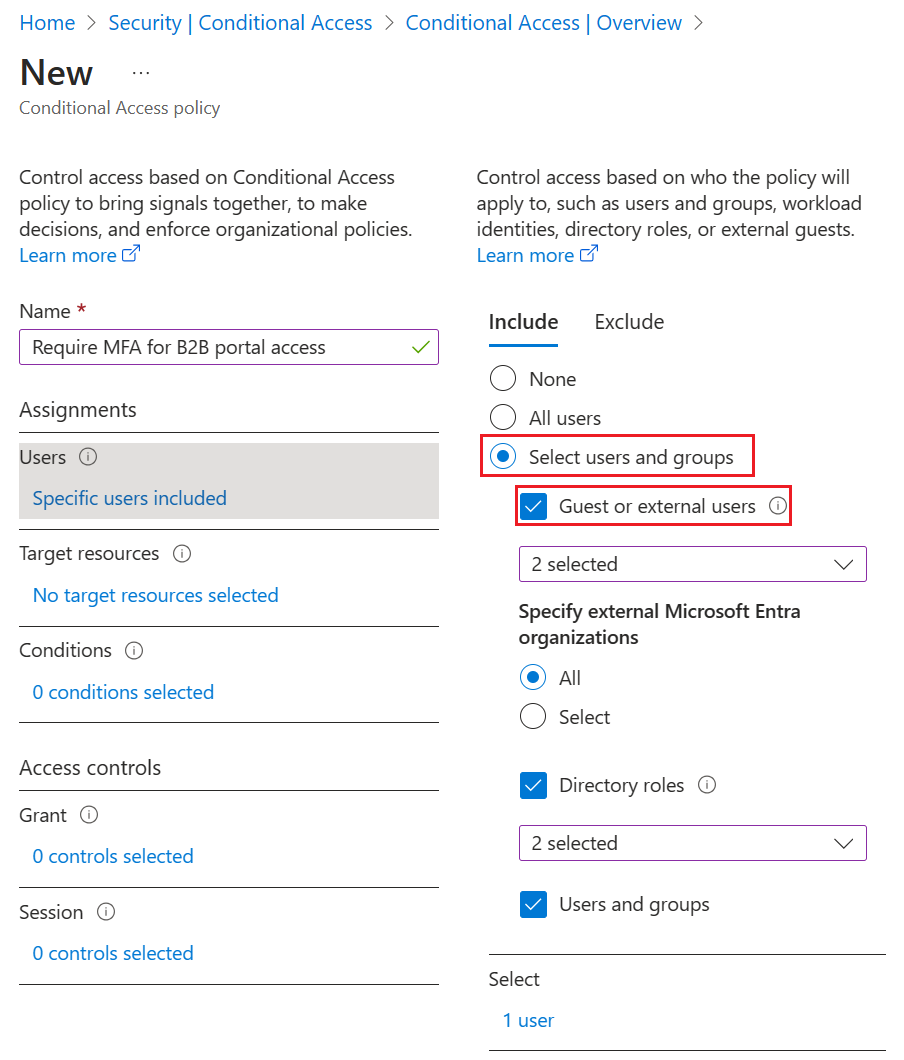 Home > Security | Conditional Access > Conditional Access | Overview >
New ...
Conditional Access policy
Control access based on Conditional Access
policy to bring signals together, to make
decisions, and enforce organizational policies.
Learn more
Name *
Require MFA for B2B portal access
Assignments
Users
Specific users included
Target resources
No target resources selected
Conditions
0 conditions selected
Access controls
Grant
0 controls selected
Session
0 controls selected
Control access based on who the policy will
apply to, such as users and groups, workload
identities, directory roles, or external guests.
Learn more
Include Exclude
None
All users
Select users and groups
Guest or external users
2 selected
Specify external Microsoft Entra
organizations
All
Select
Directory roles
2 selected
Users and groups
Select
1 user